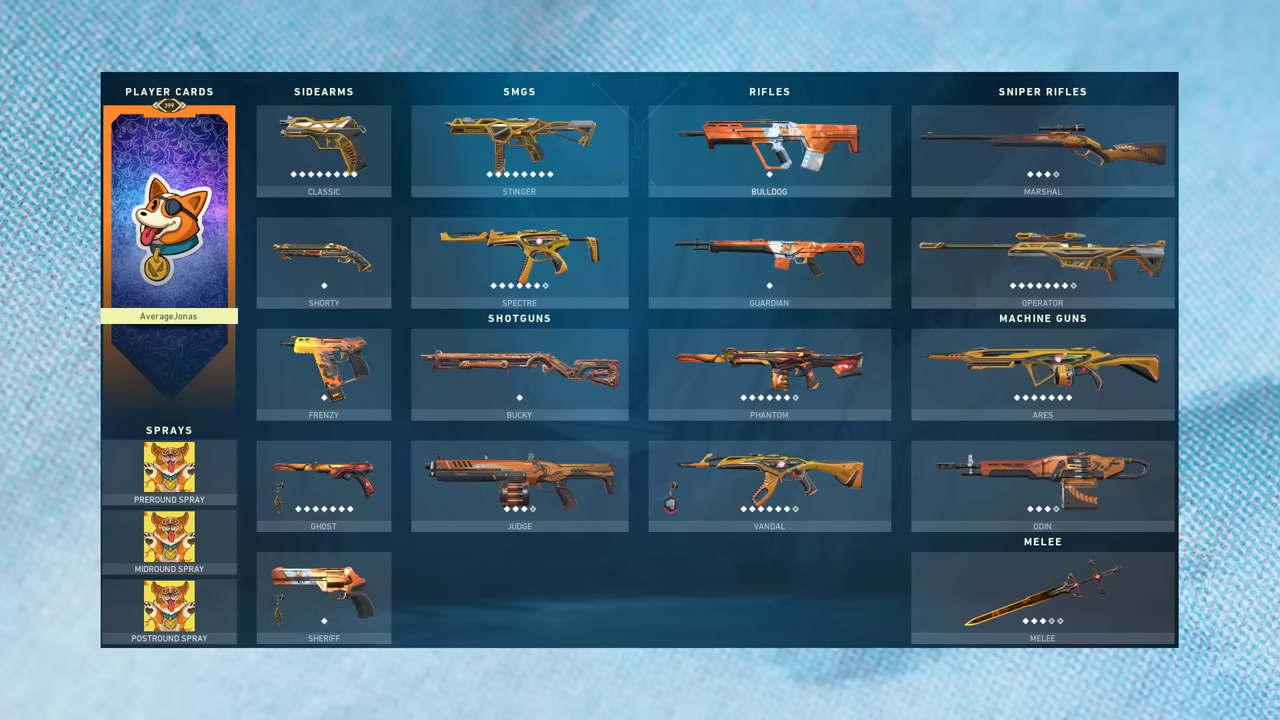 PLAYER CARDS
399
AverageJonas
SPRAYS
PREROUND SPRAY
MIDROUND SPRAY
POSTROUND SPRAY
SIDEARMS
CLASSIC
SHORTY
FRENZY
GHOST
SHERIFF
SMGS
STINGER
SPECTRE
SHOTGUNS
BUCKY
JUDGE
RIFLES
BULLDOG
GUARDIAN
PHANTOM
VANDAL
SNIPER RIFLES
MARSHAL
OPERATOR
MACHINE GUNS
ARES
ODIN
MELEE
MELEE